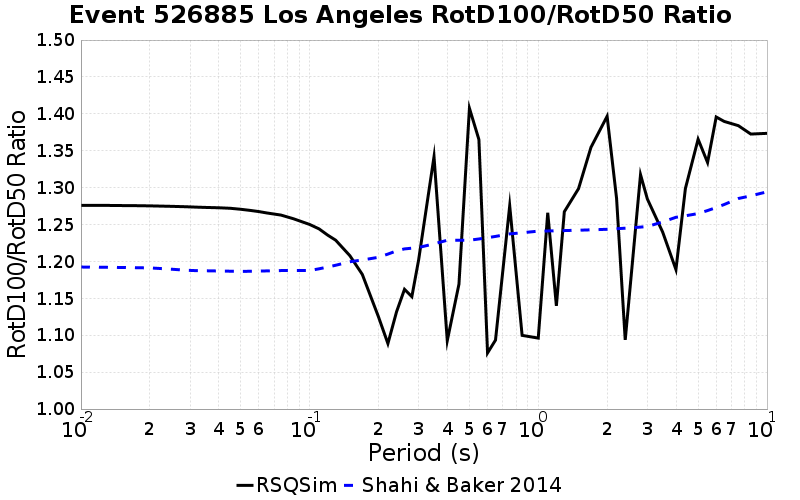 Event 526885 Los Angeles RotD100/RotD50 Ratio
RotD100/RotD50 Ratio
1.50
1.45
1.40
1.35
1.30
1.25
1.20
1.15
1.10
1.05
1.00
10-2 2 3 4 5 6 10-1 2 3 4 5 6 7 100 2 3 4 5 6 7 101
Period (s)
RSQSim Shahi & Baker 2014